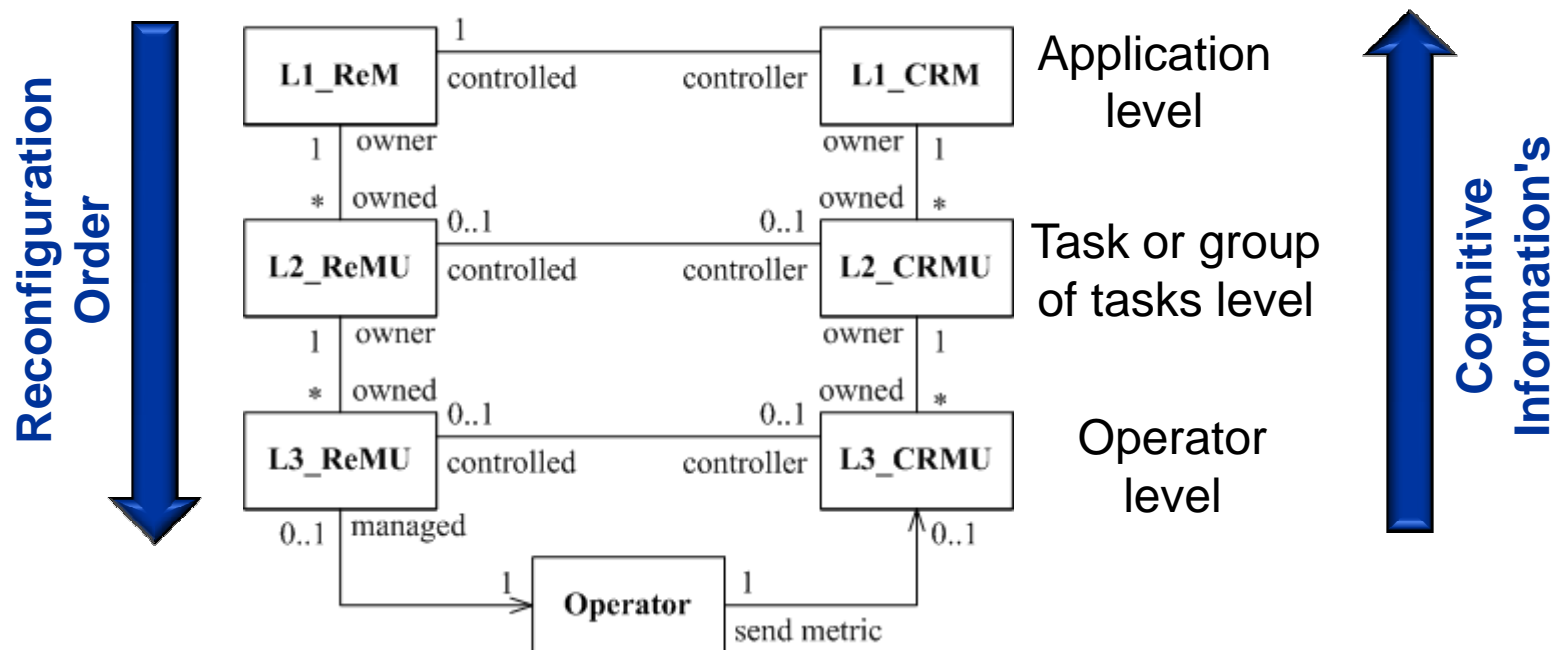 Reconfiguration
Order
1
L1_ReM
controlled
controller
L1_CRM
Application
level
1
owner
owner
1
*
owned
0..1
0..1
owned
*
L2_ReMU
controlled
controller
L2_CRMU
Task or group
of tasks level
1
owner
owner
1
*
owned
0..1
0..1
owned
*
L3_ReMU
controlled
controller
L3_CRMU
Operator
level
0..1
managed
0..1
1
Operator
1
send metric
Cognitive
Information's